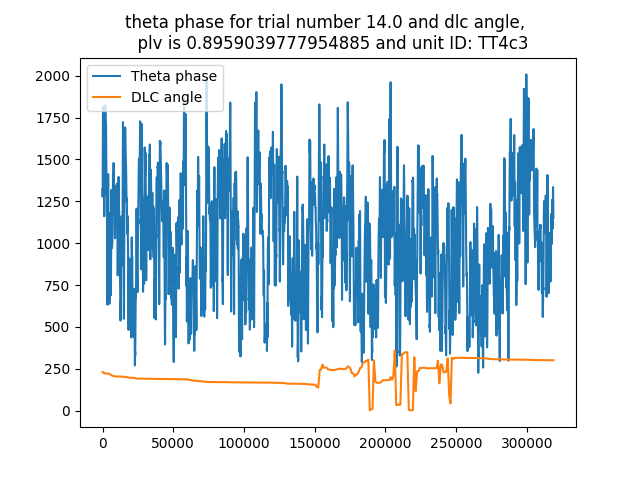 theta phase for trial number 14.0 and dlc angle,
plv is 0.8959039777954885 and unit ID: TT4c3
Theta phase
DLC angle
2000
1750
1500
1250
1000
750
500
250
0
0 50000 100000 150000 200000 250000 300000